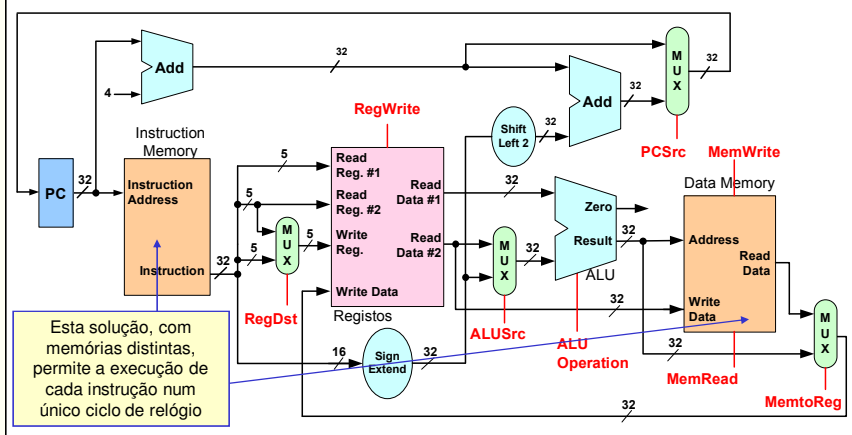 32
Add
4
32
Add
32
M
U
X
32
Shift
Left 2
32
PCSrc
RegWrite
MemWrite
Instruction
Memory
Data Memory
PC
32
Instruction
Address
Instruction
32
5
5
5
M
U
X
5
RegDst
Read
Reg. #1
Read
Reg. #2
Write
Reg.
Write Data
Read
Data #1
Read
Data #2
Registos
32
M
U
X
32
ALUSrc
Zero
Result
ALU
32
ALU
Operation
32
Address
Read
Data
Write
Data
MemRead
32
M
U
X
MemtoReg
16
Sign
Extend
32
32
Esta solução, com
memórias distintas,
permite a execução de
cada instrução num
único ciclo de relógio